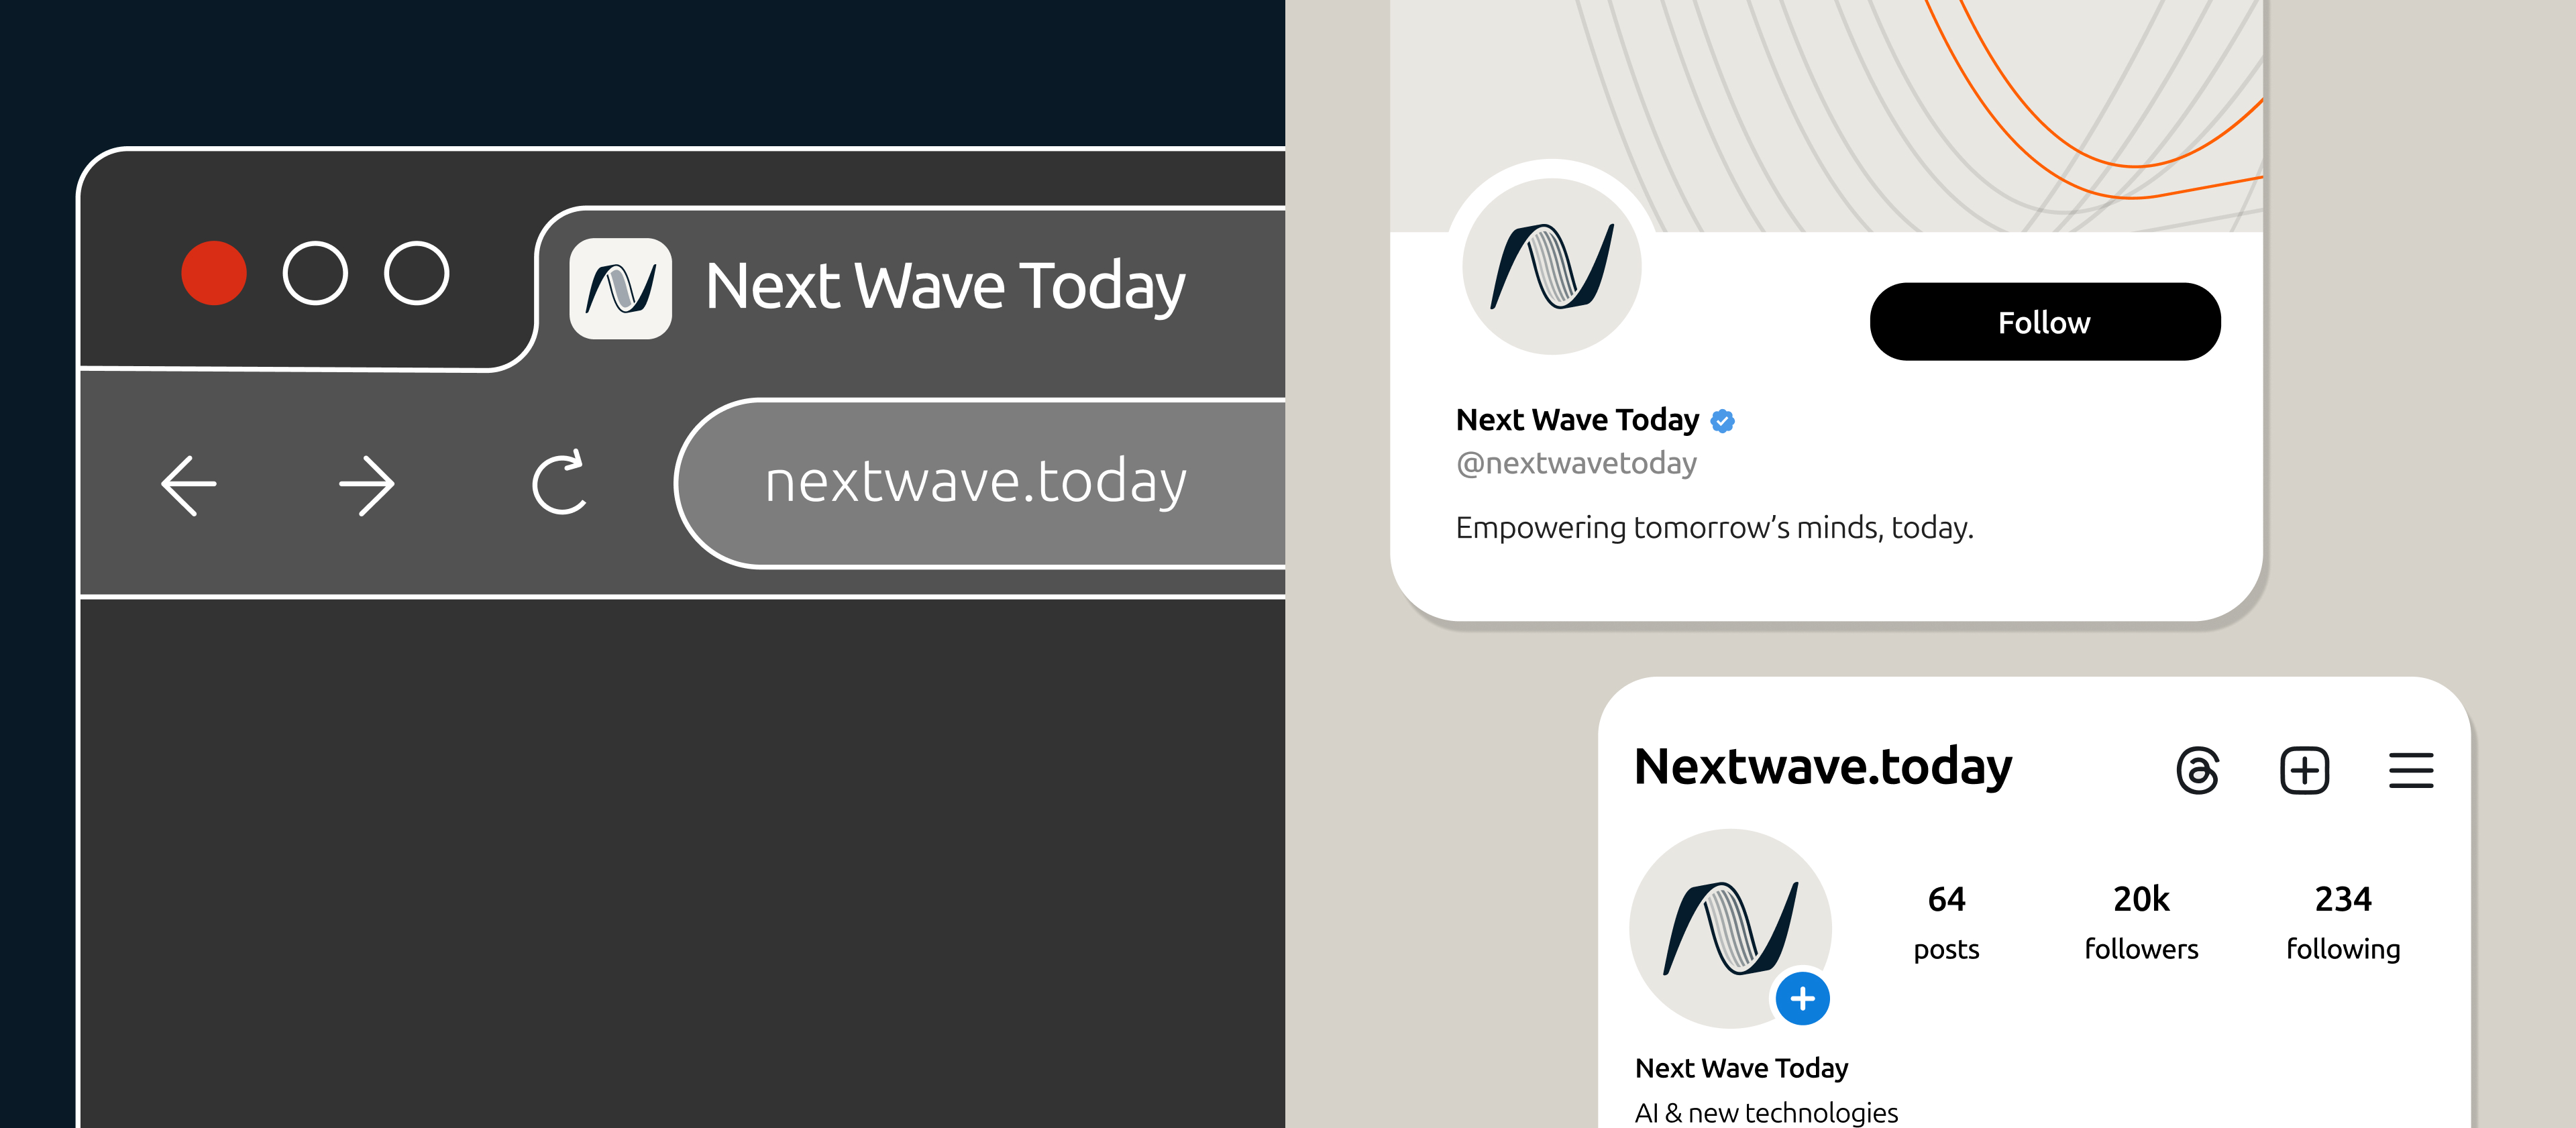 Next Wave Today
nextwave.today
Follow
Next Wave Today
@nextwavetoday
Empowering tomorrow’s minds, today.
Nextwave.today
64
posts
20k
followers
234
following
Next Wave Today
AI & new technologies